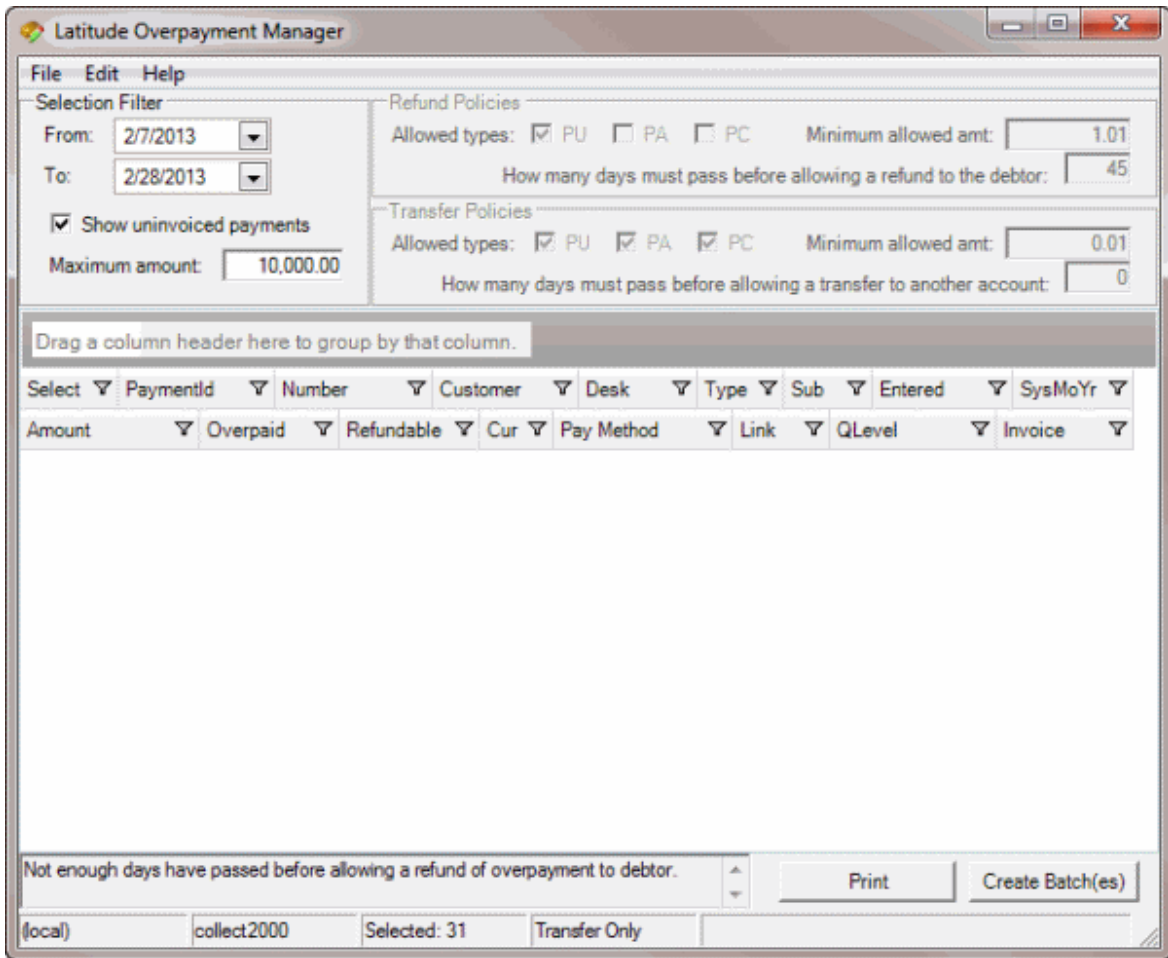 Latitude Overpayment Manager
File Edit Help
Selection Filter
From: 2/7/2013
To: 2/28/2013
Show uninvoiced payments
Maximum amount: 10,000.00
Refund Policies
Allowed types: PU PA PC Minimum allowed amt: 1.01
How many days must pass before allowing a refund to the debtor: 45
Transfer Policies
Allowed types: PU PA PC Minimum allowed amt: 0.01
How many days must pass before allowing a transfer to another account: 0
Drag a column header here to group by that column.
Select PaymentId Number Customer Desk Type Sub Entered SysMoYr
Amount Overpaid Refundable Cur Pay Method Link QLevel Invoice
Not enough days have passed before allowing a refund of overpayment to debtor.
Print Create Batch(es)
(local) collect2000 Selected: 31 Transfer Only